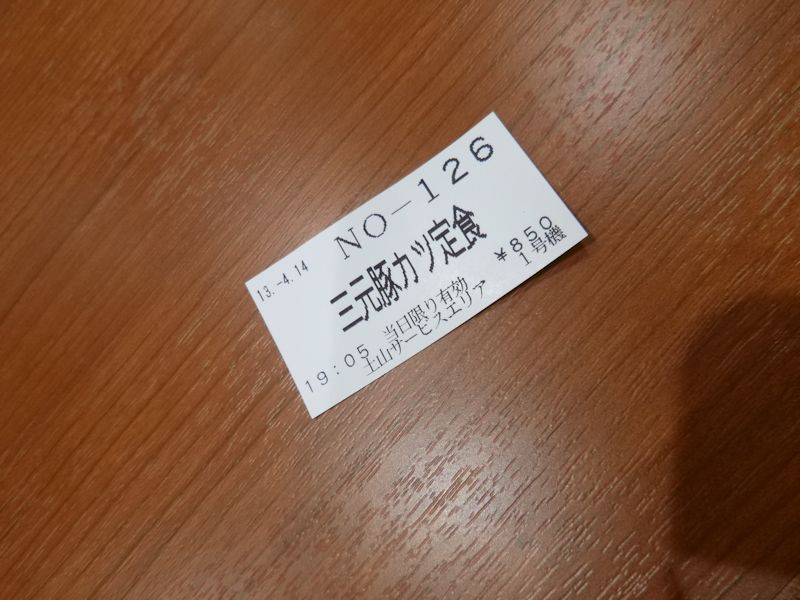 NO－126
13.-4.14
三元豚カツ定食
¥850
19:05 当日限り有効 1号機
土山サービスエリア